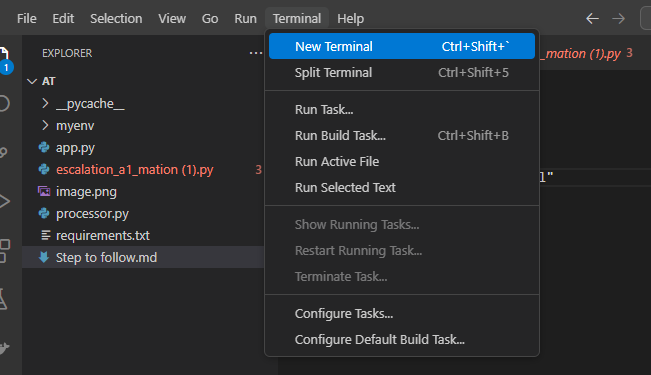 File Edit Selection View Go Run Terminal Help
EXPLORER
AT
__pycache__
myenv
app.py
escalation_a1_mation (1).py 3
image.png
processor.py
requirements.txt
Step to follow.md
1
New Terminal Ctrl+Shift+`
Split Terminal Ctrl+Shift+5
Run Task...
Run Build Task... Ctrl+Shift+B
Run Active File
Run Selected Text
Show Running Tasks...
Restart Running Task...
Terminate Task...
Configure Tasks...
Configure Default Build Task...
_mation (1).py 3
l"